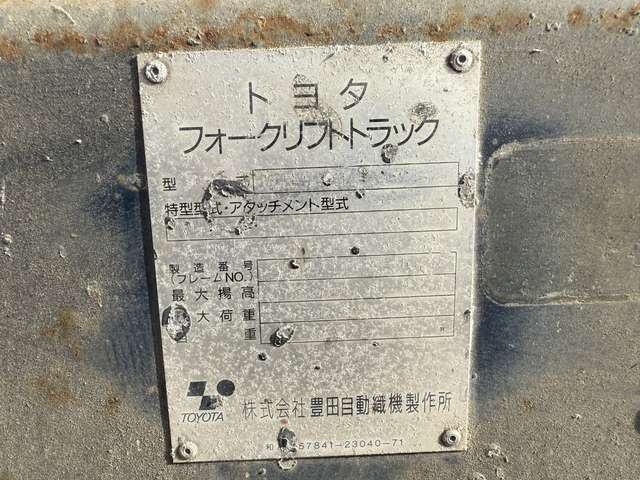 トヨタ
フォークリフトトラック
型
特型型式・アタッチメント型式
製造番号
(フレームNO.)
最大揚高
大荷重
重
TOYOTA 株式会社 豊田自動織機製作所
57841-23040-71